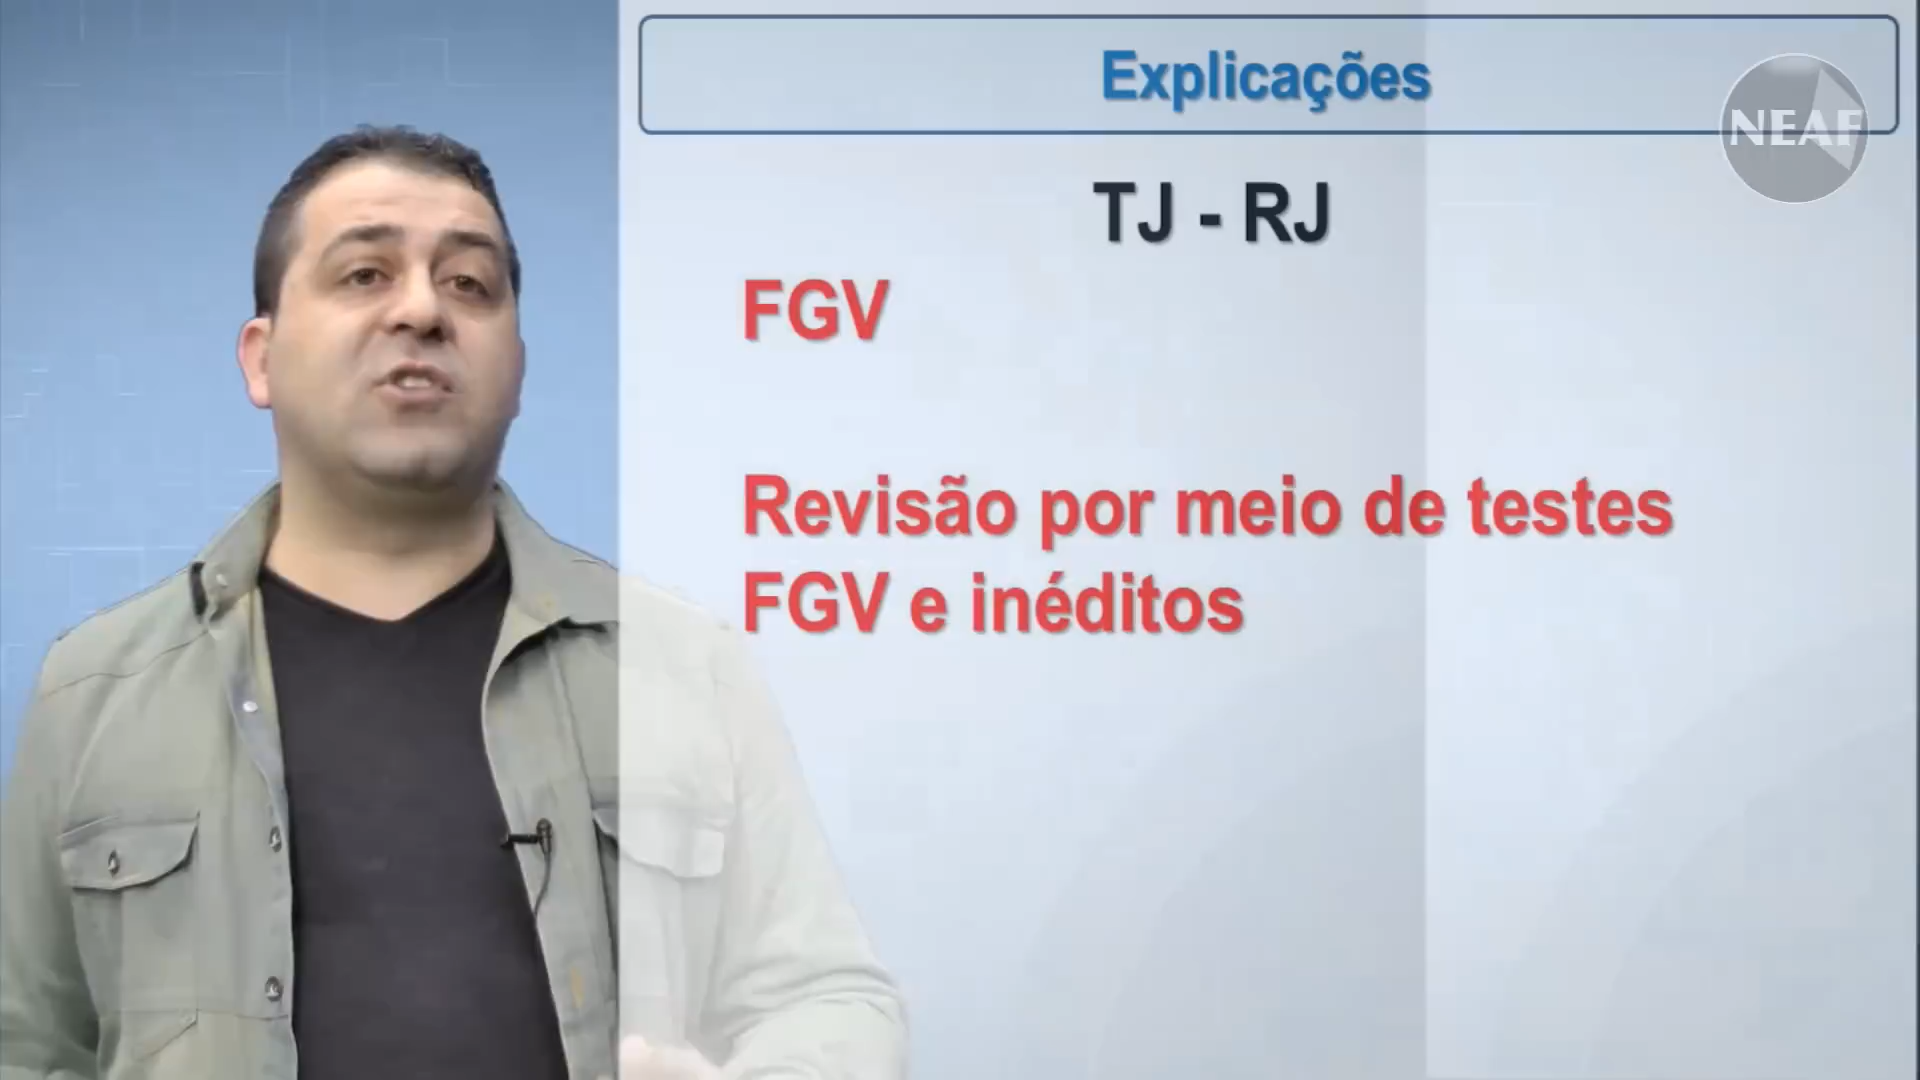 Explicações
NEAF
TJ - RJ
FGV
Revisão por meio de testes
FGV e inéditos